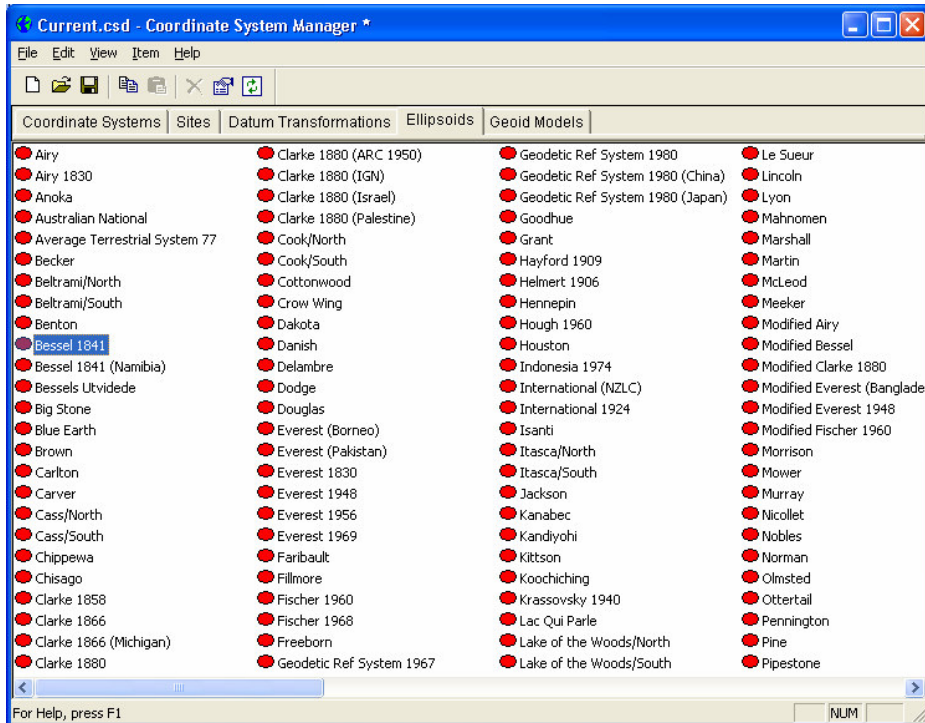 Current.csd - Coordinate System Manager *
File Edit View Item Help
Coordinate Systems Sites Datum Transformations Ellipsoids Geoid Models
Airy
Airy 1830
Anoka
Australian National
Average Terrestrial System 77
Becker
Beltrami/North
Beltrami/South
Benton
Bessel 1841
Bessel 1841 (Namibia)
Bessels Utvidede
Big Stone
Blue Earth
Brown
Carlton
Carver
Cass/North
Cass/South
Chippewa
Chisago
Clarke 1858
Clarke 1866
Clarke 1866 (Michigan)
Clarke 1880
Clarke 1880 (ARC 1950)
Clarke 1880 (IGN)
Clarke 1880 (Israel)
Clarke 1880 (Palestine)
Cook/North
Cook/South
Cottonwood
Crow Wing
Dakota
Danish
Delambre
Dodge
Douglas
Everest (Borneo)
Everest (Pakistan)
Everest 1830
Everest 1948
Everest 1956
Everest 1969
Faribault
Fillmore
Fischer 1960
Fischer 1968
Freeborn
Geodetic Ref System 1967
Geodetic Ref System 1980
Geodetic Ref System 1980 (China)
Geodetic Ref System 1980 (Japan)
Goodhue
Grant
Hayford 1909
Helmert 1906
Hennepin
Hough 1960
Houston
Indonesia 1974
International (NZLC)
International 1924
Isanti
Itasca/North
Itasca/South
Jackson
Kanabec
Kandiyohi
Kittson
Koochiching
Krassovsky 1940
Lac Qui Parle
Lake of the Woods/North
Lake of the Woods/South
Le Sueur
Lincoln
Lyon
Mahnomen
Marshall
Martin
McLeod
Meeker
Modified Airy
Modified Bessel
Modified Clarke 1880
Modified Everest (Banglade
Modified Everest 1948
Modified Fischer 1960
Morrison
Mower
Murray
Nicollet
Nobles
Norman
Olmsted
Ottertail
Pennington
Pine
Pipestone
For Help, press F1
NUM